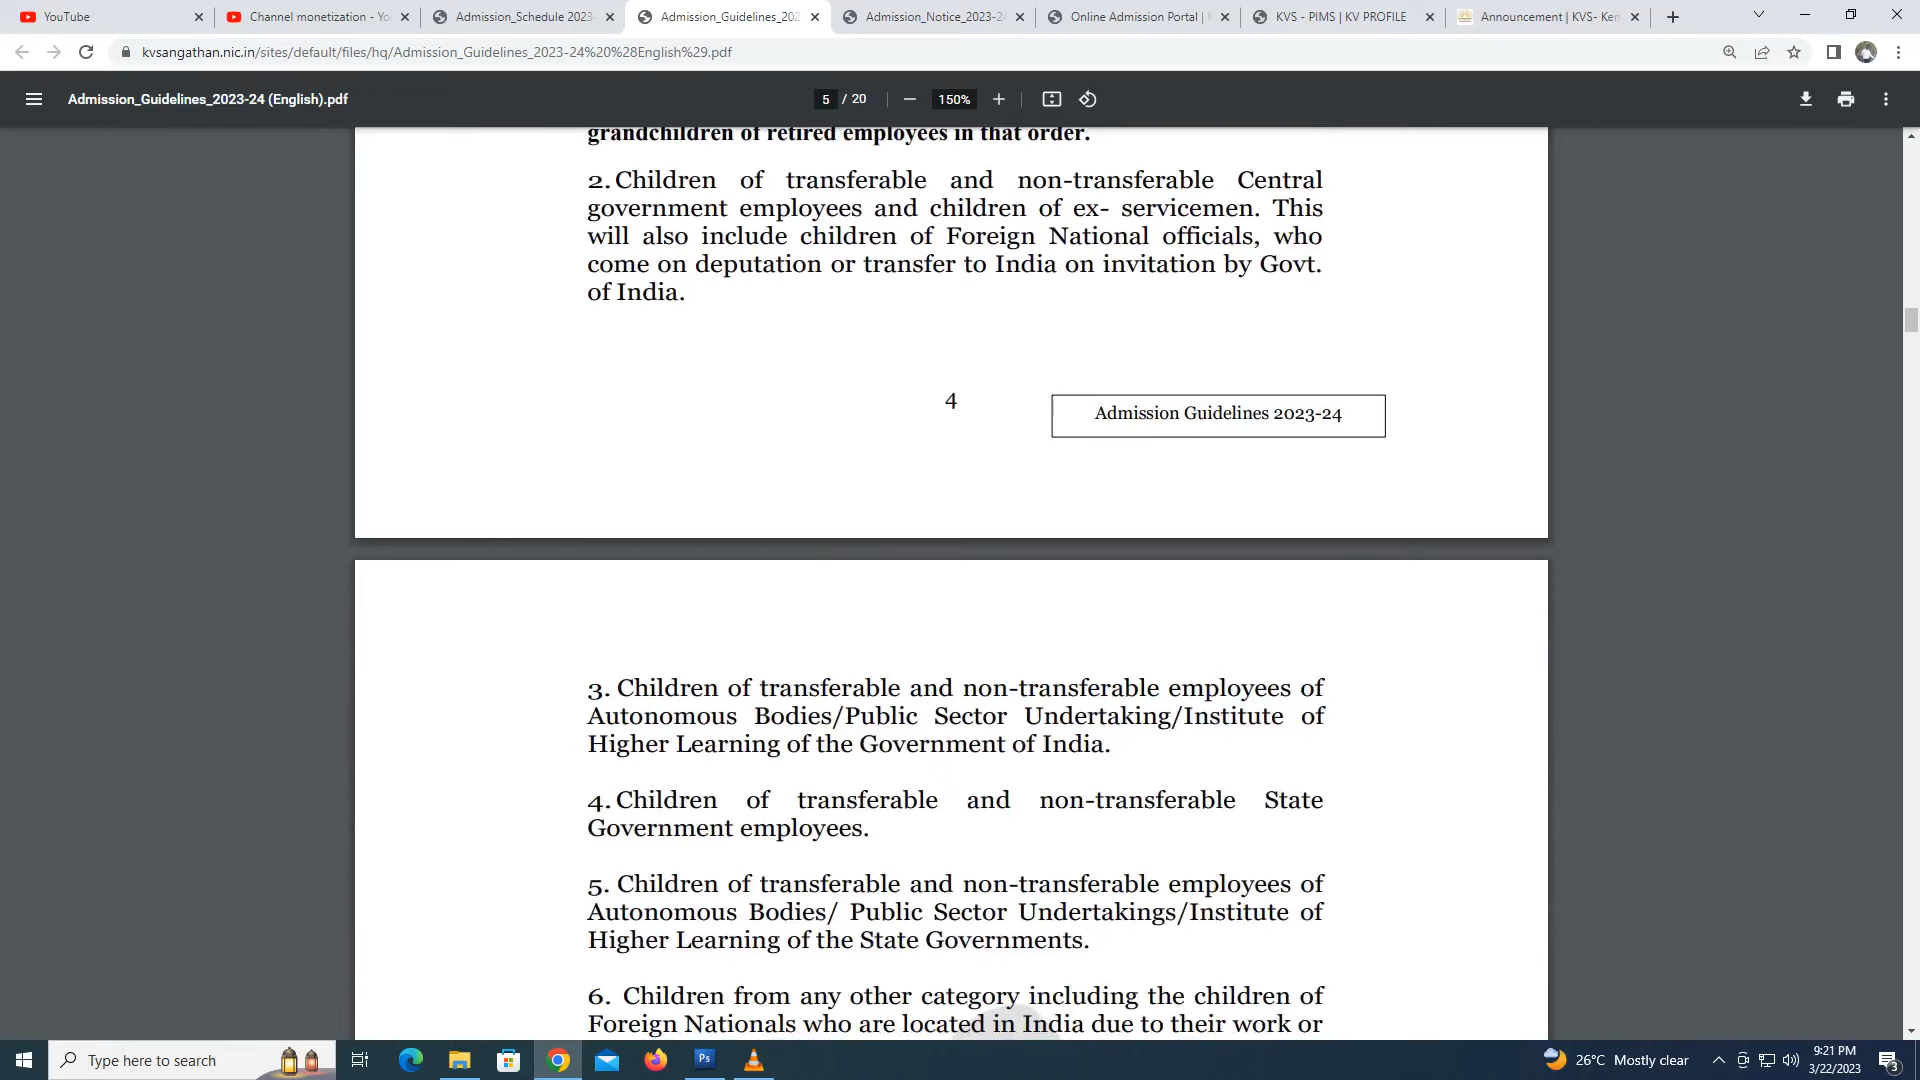 YouTube
Channel monetization - Yo
Admission_Schedule 2023-
Admission_Guidelines_202
Admission_Notice_2023-2
Online Admission Portal |
KVS - PIMS | KV PROFILE
Announcement | KVS- Ken
kvsangathan.nic.in/sites/default/files/hq/Admission_Guidelines_2023-24%20%28English%29.pdf
Admission_Guidelines_2023-24 (English).pdf
5 / 20
150%
grandchildren of retired employees in that order.
2. Children of transferable and non-transferable Central
government employees and children of ex- servicemen. This
will also include children of Foreign National officials, who
come on deputation or transfer to India on invitation by Govt.
of India.
4
Admission Guidelines 2023-24
3. Children of transferable and non-transferable employees of
Autonomous Bodies/Public Sector Undertaking/Institute of
Higher Learning of the Government of India.
4. Children of transferable and non-transferable State
Government employees.
5. Children of transferable and non-transferable employees of
Autonomous Bodies/ Public Sector Undertakings/Institute of
Higher Learning of the State Governments.
6. Children from any other category including the children of
Foreign Nationals who are located in India due to their work or
Type here to search
Ps
26°C Mostly clear
9:21 PM
3/22/2023
3